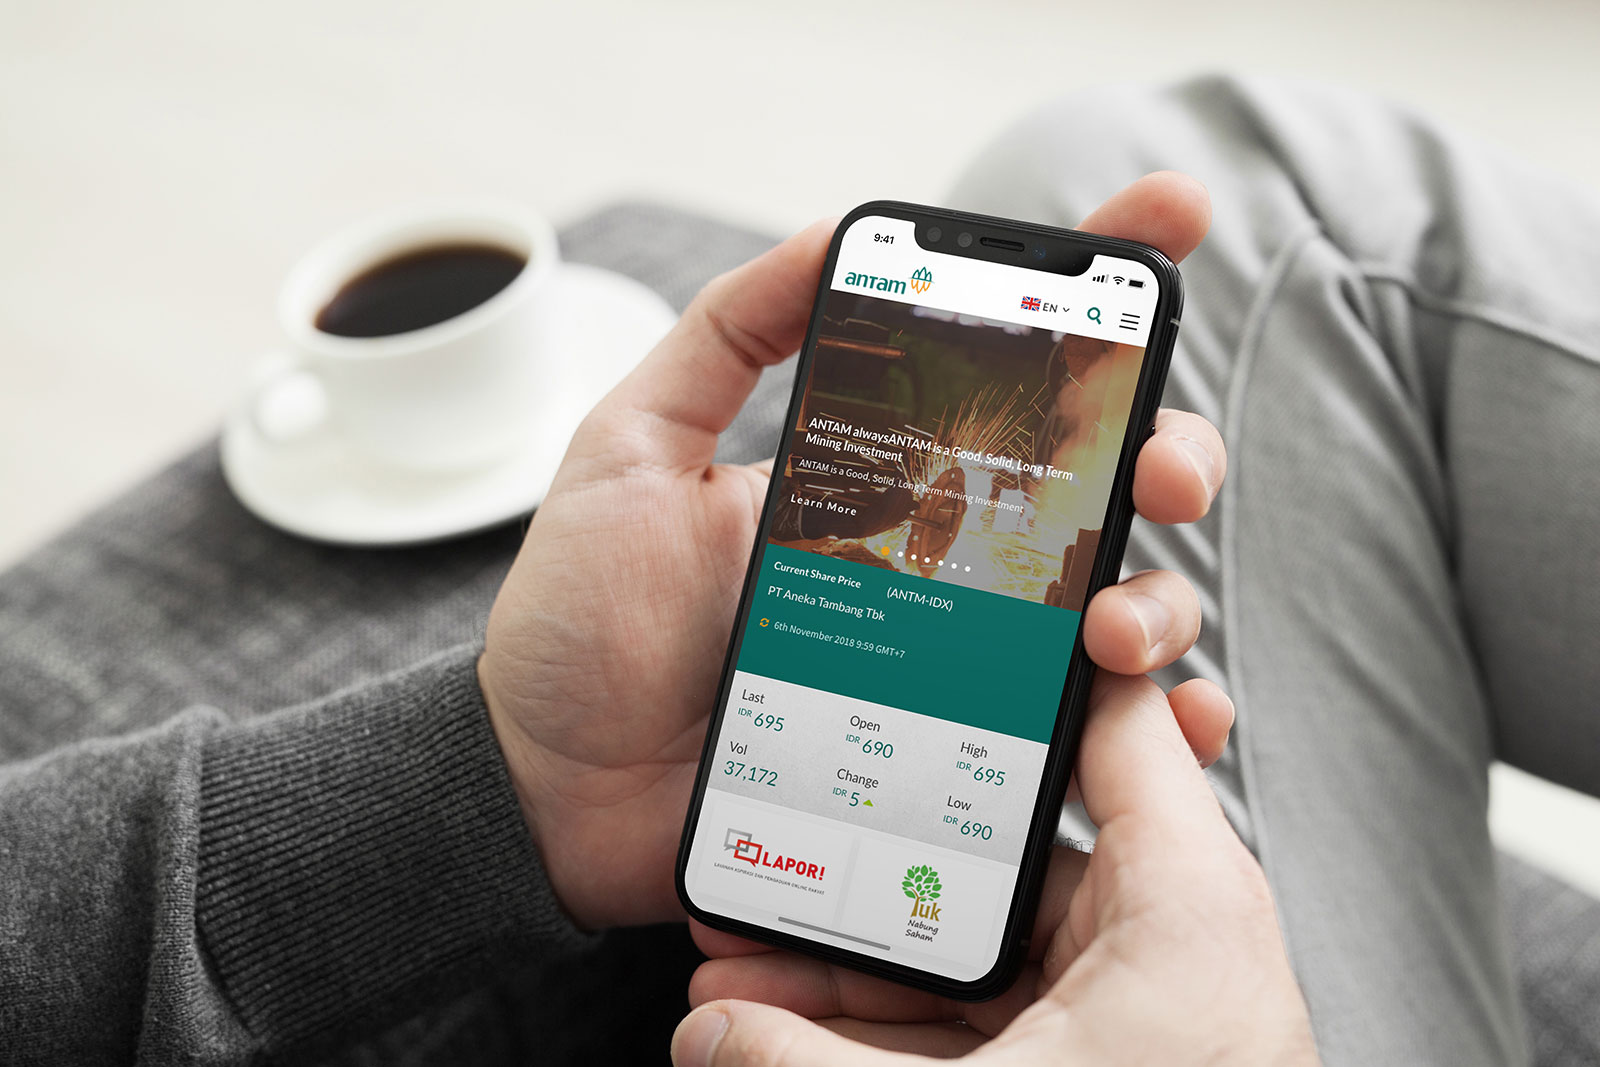 9:41
antam
EN
ANTAM alwaysANTAM is a Good, Solid, Long Term
Mining Investment
ANTAM is a Good, Solid, Long Term Mining Investment
Learn More
Current Share Price (ANTM-IDX)
PT Aneka Tambang Tbk
6th November 2018 9:59 GMT+7
Last
IDR 695
Open
IDR 690
High
IDR 695
Vol
37,172
Change
IDR 5
Low
IDR 690
LAPOR!
LAYANAN ASPIRASI DAN PENGADUAN ONLINE RAKYAT
Yuk
Nabung
Saham